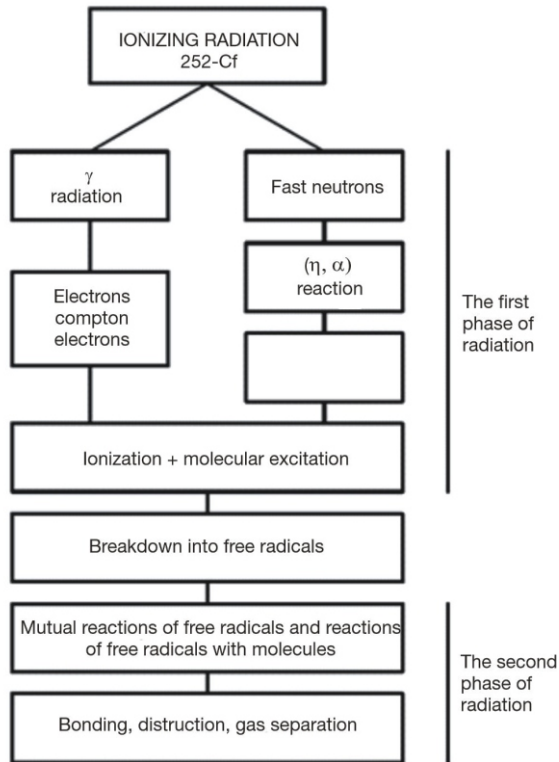 IONIZING RADIATION
252-Cf
γ
radiation
Fast neutrons
(η, α)
reaction
Electrons
compton
electrons
The first
phase of
radiation
Ionization + molecular excitation
Breakdown into free radicals
Mutual reactions of free radicals and reactions
of free radicals with molecules
The second
phase of
radiation
Bonding, distruction, gas separation